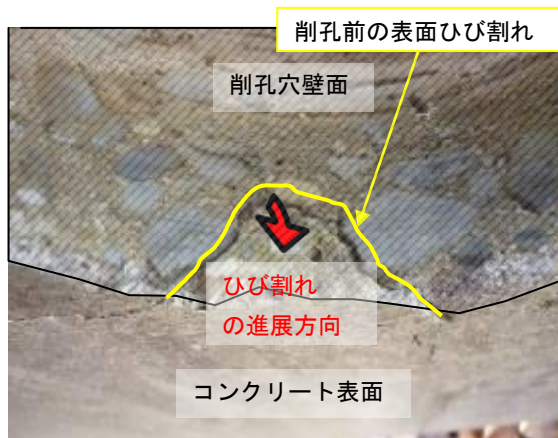 削孔前の表面ひび割れ
削孔穴壁面
ひび割れ
の進展方向
コンクリート表面